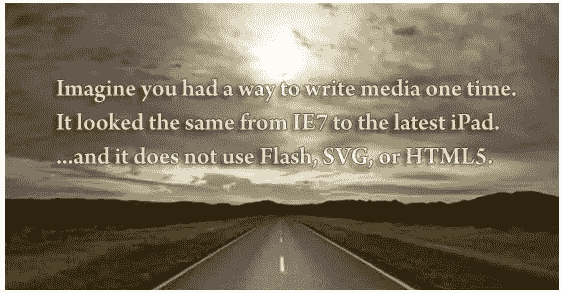 Imagine you had a way to write media one time.
It looked the same from IE7 to the latest iPad.
...and it does not use Flash, SVG, or HTML5.